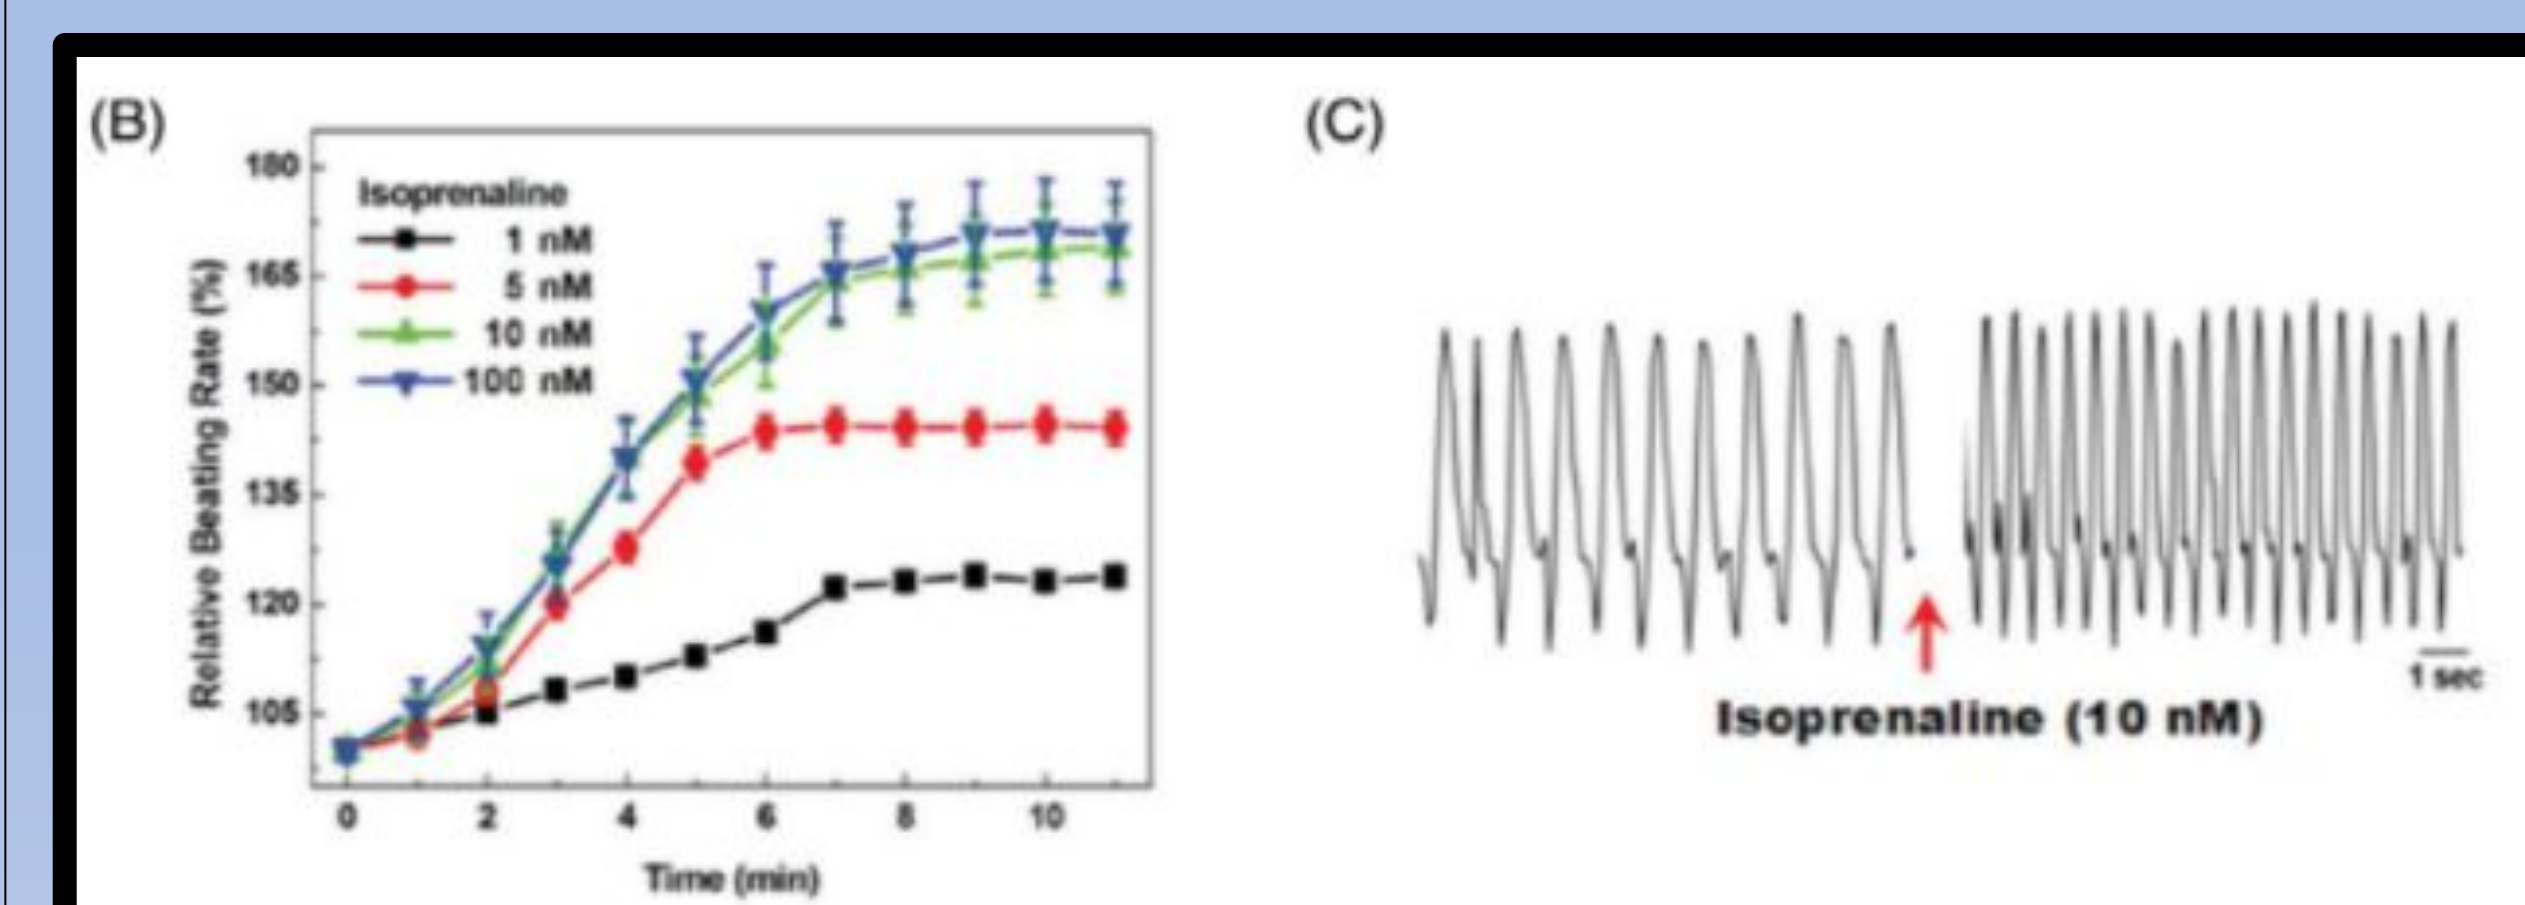 (B)
180
165
150
135
120
105
Relative Beating Rate (%)
Isoprenaline
1 nM
5 nM
10 nM
100 nM
0 2 4 6 8 10
Time (min)
(C)
1 sec
Isoprenaline (10 nM)